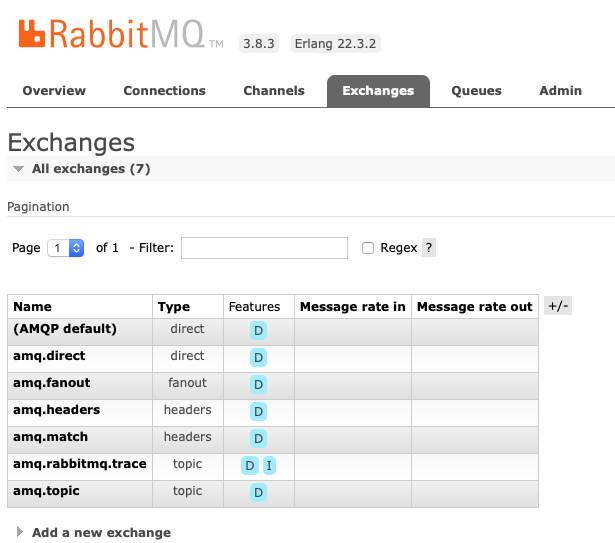 RabbitMQ TM 3.8.3 Erlang 22.3.2
Overview Connections Channels Exchanges Queues Admin
Exchanges
All exchanges (7)
Pagination
Page 1 of 1 - Filter: Regex ?
Name Type Features Message rate in Message rate out +/-
(AMQP default) direct D
amq.direct direct D
amq.fanout fanout D
amq.headers headers D
amq.match headers D
amq.rabbitmq.trace topic D I
amq.topic topic D
Add a new exchange